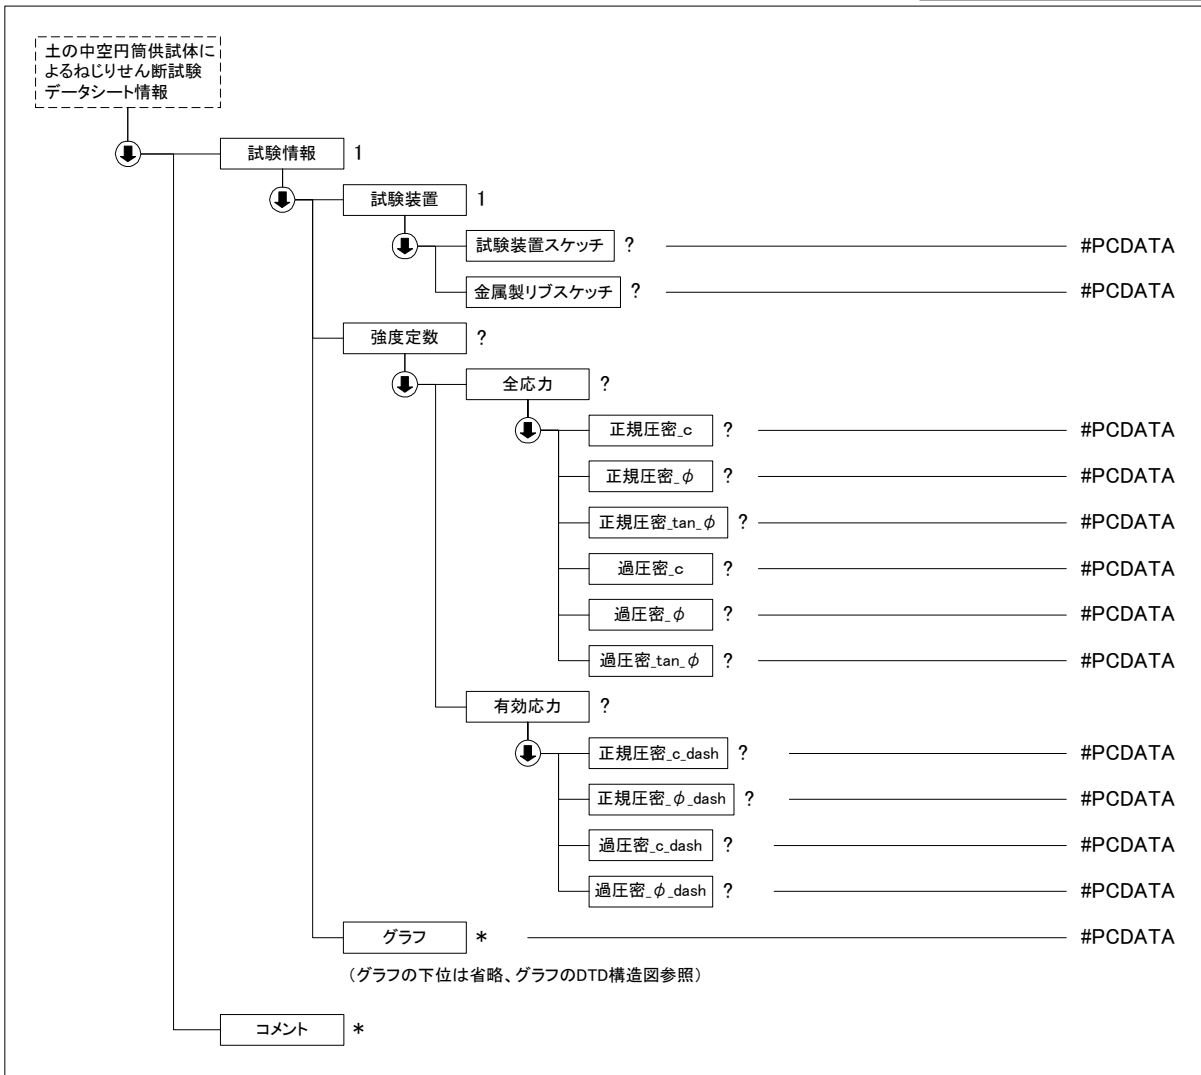 土の中空円筒供試体に
よるねじりせん断試験
データシート情報
試験情報 1
試験装置 1
試験装置スケッチ ? #PCDATA
金属製リブスケッチ ? #PCDATA
強度定数 ?
全応力 ?
正規圧密_c ? #PCDATA
正規圧密_φ ? #PCDATA
正規圧密_tan_φ ? #PCDATA
過圧密_c ? #PCDATA
過圧密_φ ? #PCDATA
過圧密_tan_φ ? #PCDATA
有効応力 ?
正規圧密_c_dash ? #PCDATA
正規圧密_φ_dash ? #PCDATA
過圧密_c_dash ? #PCDATA
過圧密_φ_dash ? #PCDATA
グラフ * #PCDATA
（グラフの下位は省略、グラフのDTD構造図参照）
コメント *